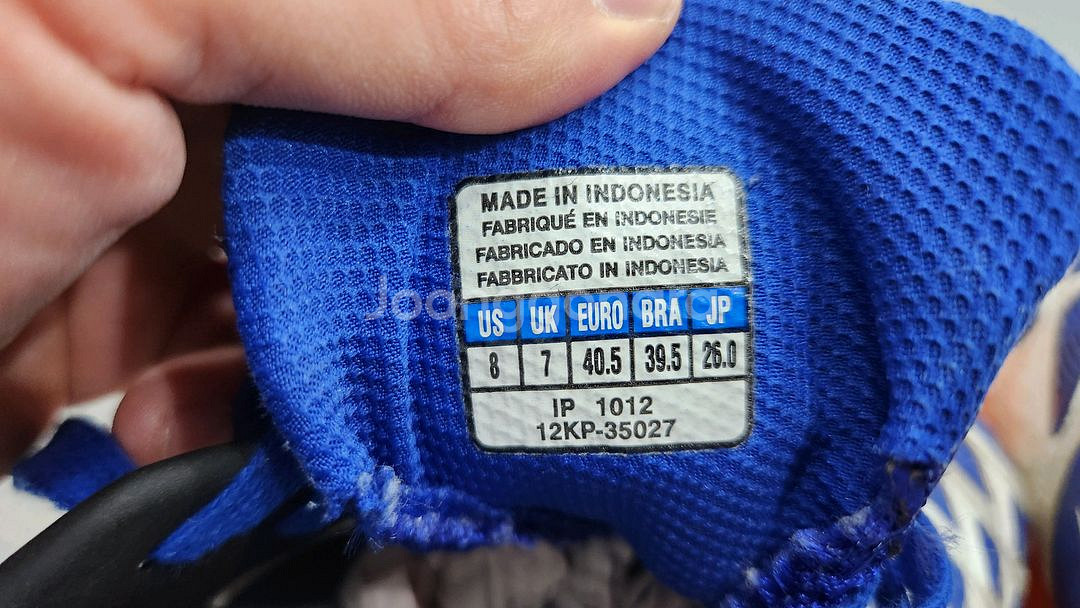 MADE IN INDONESIA
FABRIQUÉ EN INDONESIE
FABRICADO EN INDONESIA
FABBRICATO IN INDONESIA
US UK EURO BRA JP
8 7 40.5 39.5 26.0
IP 1012
12KP-35027